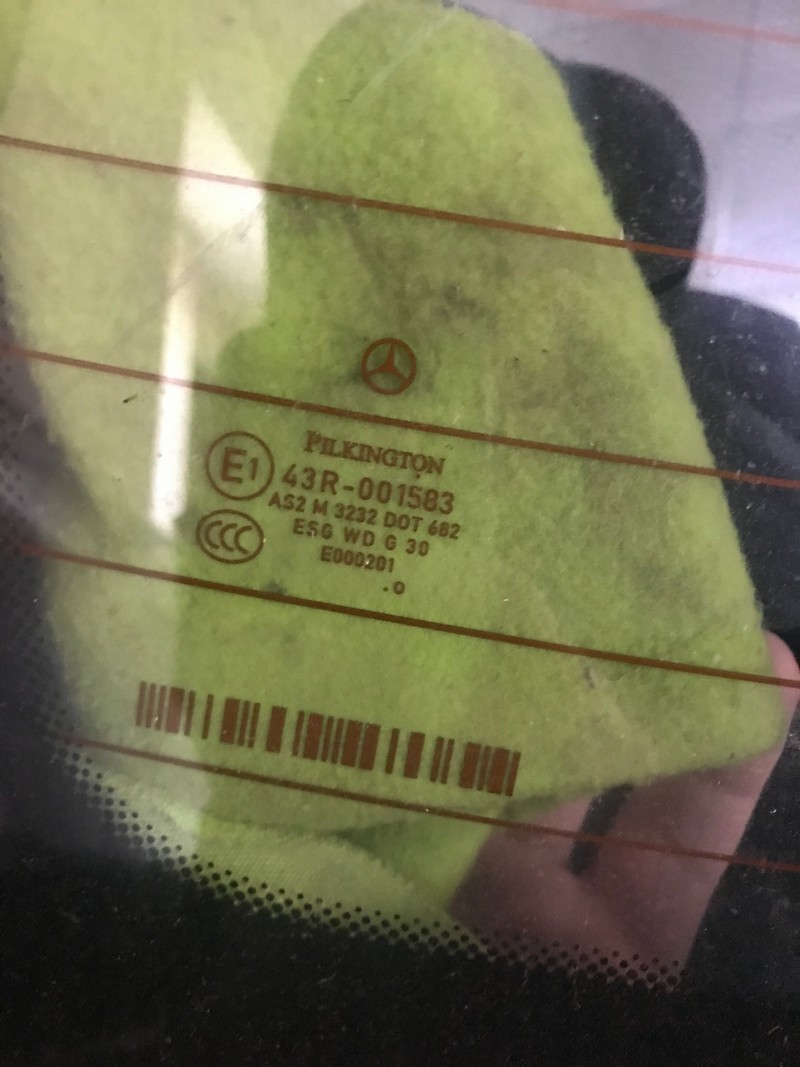 PILKINGTON
E1 43R-001583
AS2 M 3232 DOT 682
CCC ESG WD G 30
E000201
.o